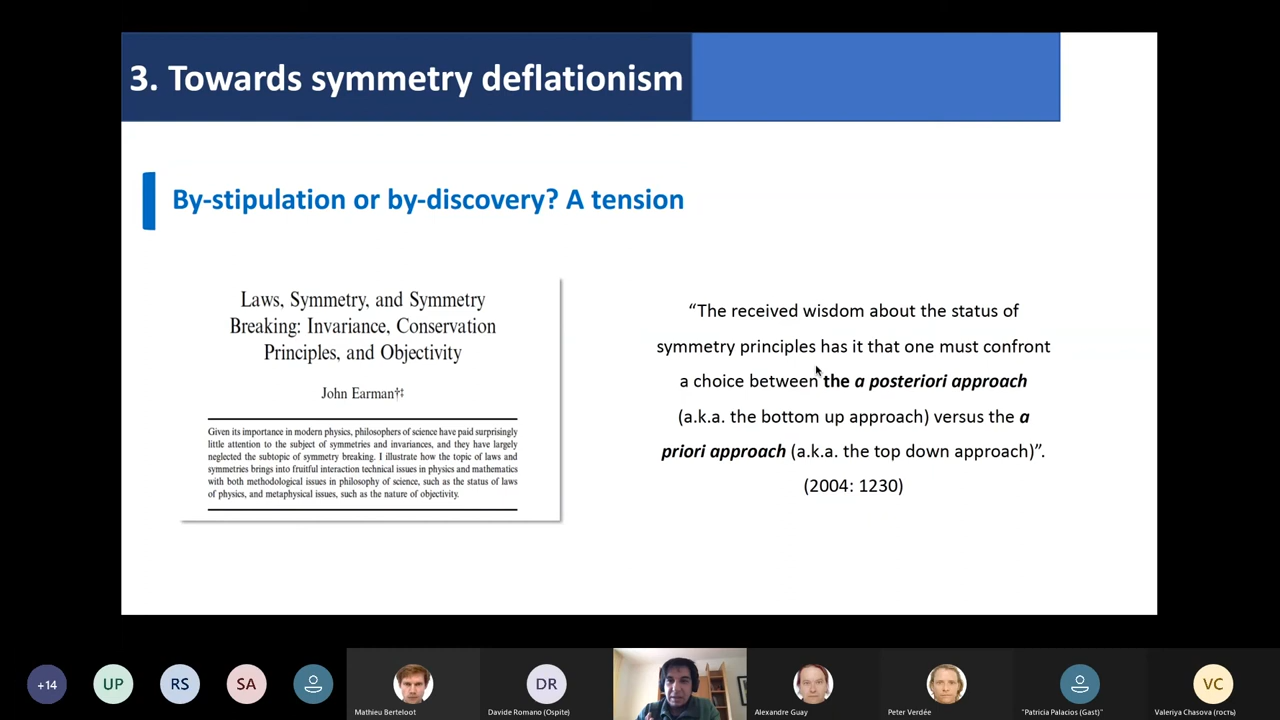 3. Towards symmetry deflationism
By-stipulation or by-discovery? A tension
Laws, Symmetry, and Symmetry
Breaking: Invariance, Conservation
Principles, and Objectivity
John Earman†‡
Given its importance in modern physics, philosophers of science have paid surprisingly
little attention to the subject of symmetries and invariances, and they have largely
neglected the subtopic of symmetry breaking. I illustrate how the topic of laws and
symmetries brings into fruitful interaction technical issues in physics and mathematics
with both methodological issues in philosophy of science, such as the status of laws
of physics, and metaphysical issues, such as the nature of objectivity.
“The received wisdom about the status of
symmetry principles has it that one must confront
a choice between the a posteriori approach
(a.k.a. the bottom up approach) versus the a
priori approach (a.k.a. the top down approach)”.
(2004: 1230)
+14
UP
RS
SA
Mathieu Berteloot
DR
Davide Romano (Ospite)
Alexandre Guay
Peter Verdée
"Patricia Palacios (Gast)"
VC
Valeriya Chasova (гость)